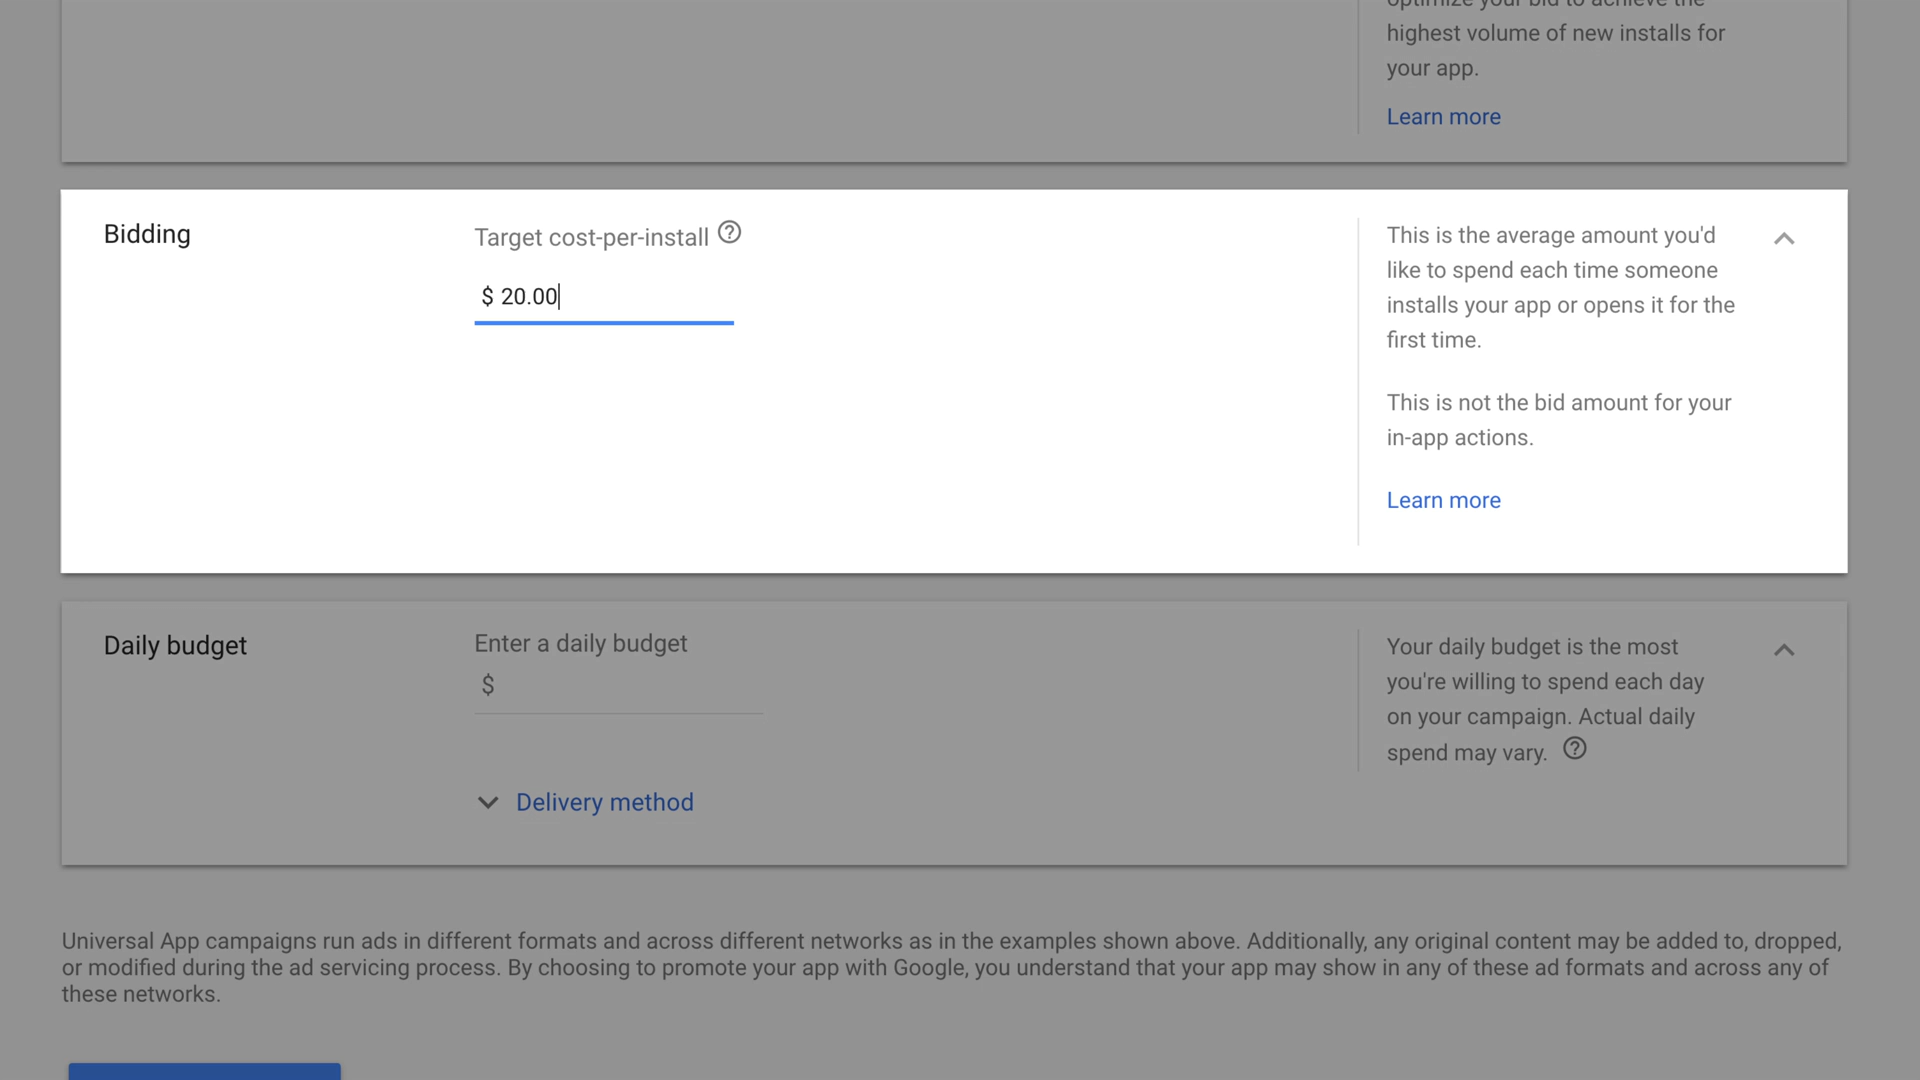 optimize your bid to achieve the
highest volume of new installs for
your app.
Learn more
Bidding
Target cost-per-install
$ 20.00
This is the average amount you'd
like to spend each time someone
installs your app or opens it for the
first time.
This is not the bid amount for your
in-app actions.
Learn more
Daily budget
Enter a daily budget
$
Delivery method
Your daily budget is the most
you're willing to spend each day
on your campaign. Actual daily
spend may vary.
Universal App campaigns run ads in different formats and across different networks as in the examples shown above. Additionally, any original content may be added to, dropped,
or modified during the ad servicing process. By choosing to promote your app with Google, you understand that your app may show in any of these ad formats and across any of
these networks.